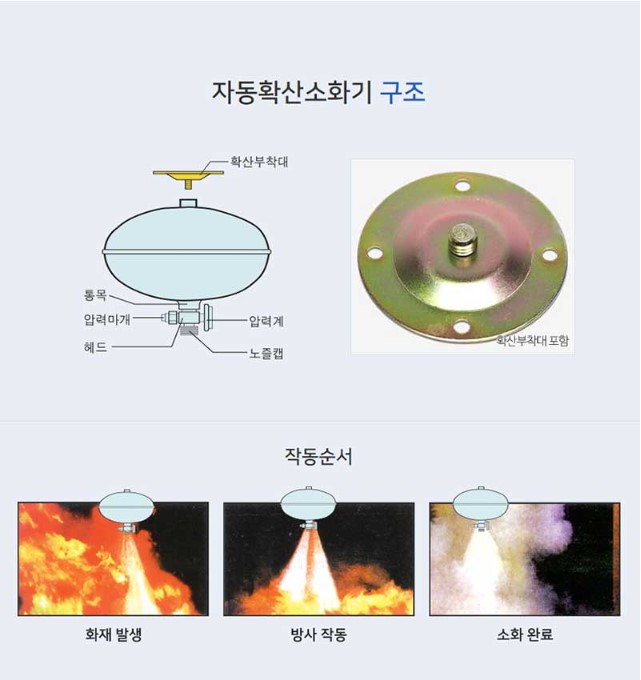 자동확산소화기 구조
확산부착대
통목
압력마개
압력계
헤드
노즐캡
확산부착대 포함
작동순서
화재 발생
방사 작동
소화 완료